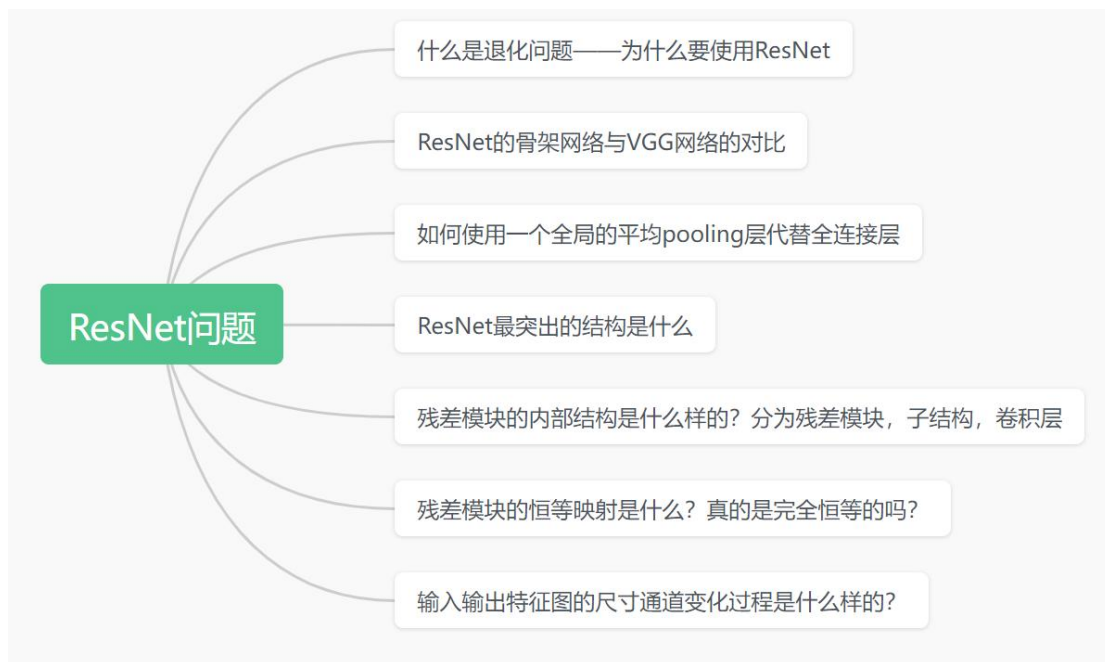 什么是退化问题——为什么要使用ResNet
ResNet的骨架网络与VGG网络的对比
如何使用一个全局的平均pooling层代替全连接层
ResNet问题
ResNet最突出的结构是什么
残差模块的内部结构是什么样的？分为残差模块，子结构，卷积层
残差模块的恒等映射是什么？真的是完全恒等的吗？
输入输出特征图的尺寸通道变化过程是什么样的？